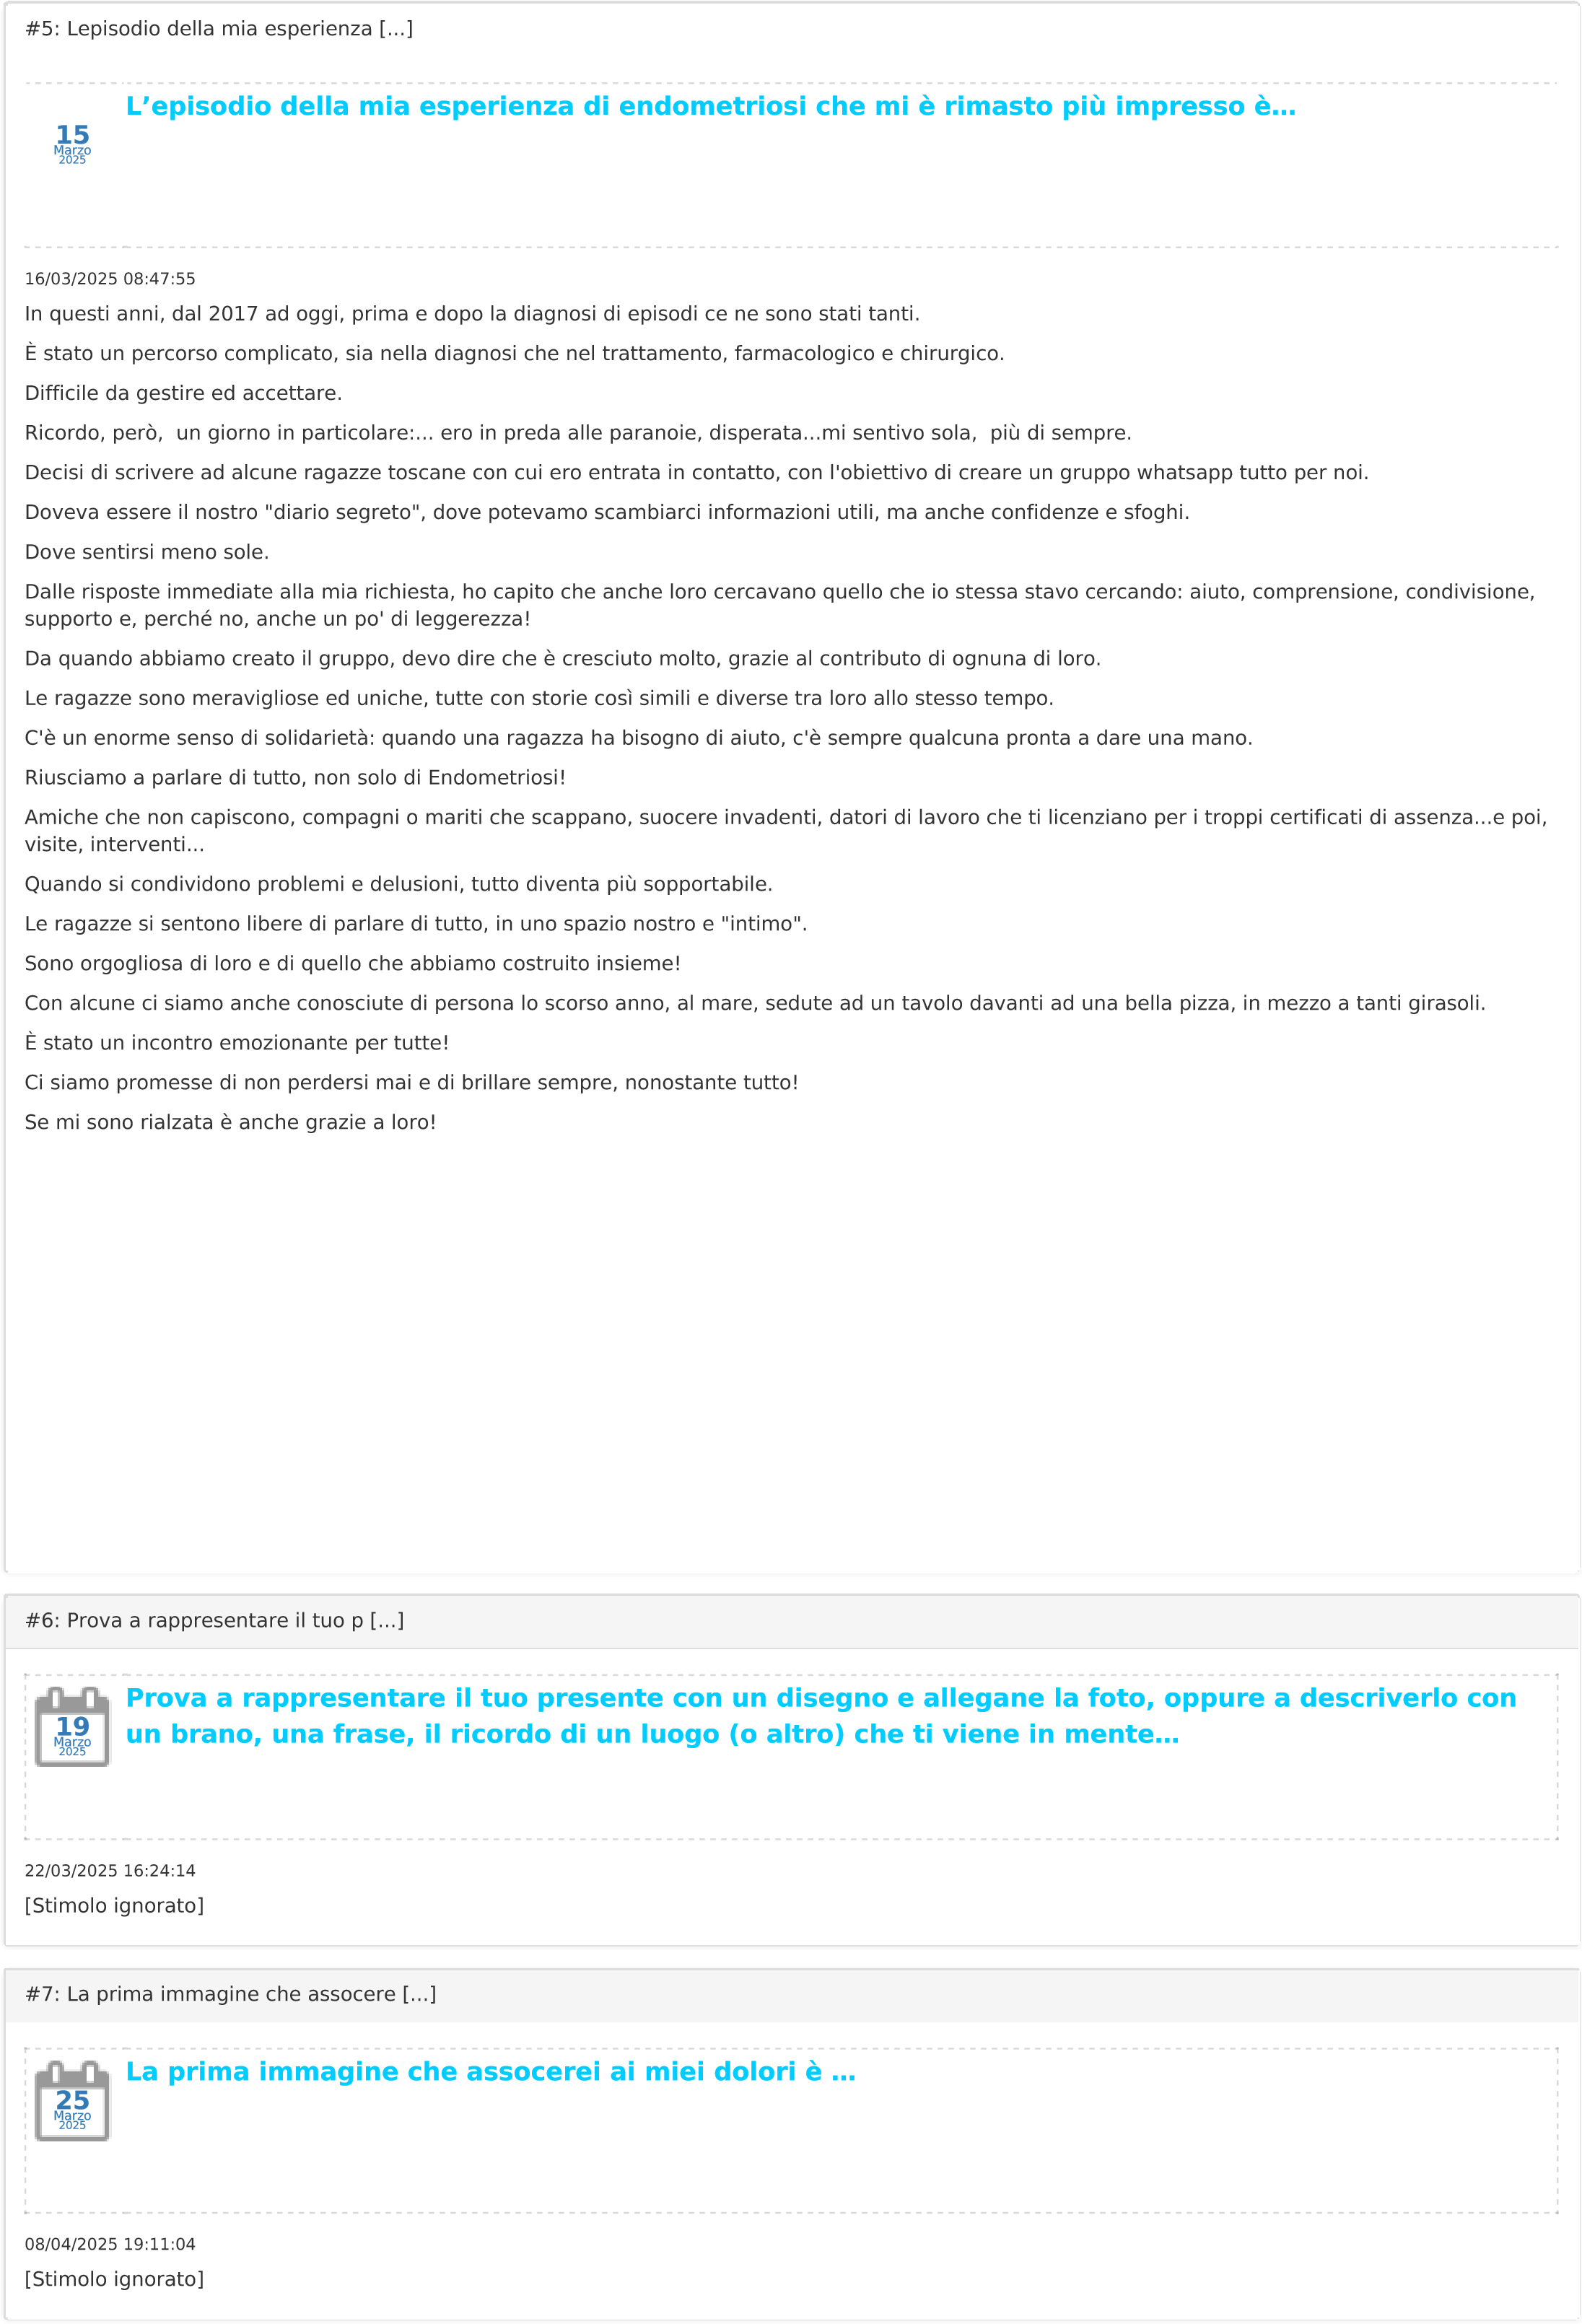 #5: Lepisodio della mia esperienza [...]
L’episodio della mia esperienza di endometriosi che mi è rimasto più impresso è…
15
Marzo
2025
16/03/2025 08:47:55
In questi anni, dal 2017 ad oggi, prima e dopo la diagnosi di episodi ce ne sono stati tanti.
È stato un percorso complicato, sia nella diagnosi che nel trattamento, farmacologico e chirurgico.
Difficile da gestire ed accettare.
Ricordo, però,  un giorno in particolare:... ero in preda alle paranoie, disperata...mi sentivo sola,  più di sempre.
Decisi di scrivere ad alcune ragazze toscane con cui ero entrata in contatto, con l'obiettivo di creare un gruppo whatsapp tutto per noi.
Doveva essere il nostro "diario segreto", dove potevamo scambiarci informazioni utili, ma anche confidenze e sfoghi.
Dove sentirsi meno sole.
Dalle risposte immediate alla mia richiesta, ho capito che anche loro cercavano quello che io stessa stavo cercando: aiuto, comprensione, condivisione,
supporto e, perché no, anche un po' di leggerezza!
Da quando abbiamo creato il gruppo, devo dire che è cresciuto molto, grazie al contributo di ognuna di loro.
Le ragazze sono meravigliose ed uniche, tutte con storie così simili e diverse tra loro allo stesso tempo.
C'è un enorme senso di solidarietà: quando una ragazza ha bisogno di aiuto, c'è sempre qualcuna pronta a dare una mano.
Riusciamo a parlare di tutto, non solo di Endometriosi!
Amiche che non capiscono, compagni o mariti che scappano, suocere invadenti, datori di lavoro che ti licenziano per i troppi certificati di assenza...e poi,
visite, interventi...
Quando si condividono problemi e delusioni, tutto diventa più sopportabile.
Le ragazze si sentono libere di parlare di tutto, in uno spazio nostro e "intimo".
Sono orgogliosa di loro e di quello che abbiamo costruito insieme!
Con alcune ci siamo anche conosciute di persona lo scorso anno, al mare, sedute ad un tavolo davanti ad una bella pizza, in mezzo a tanti girasoli.
È stato un incontro emozionante per tutte!
Ci siamo promesse di non perdersi mai e di brillare sempre, nonostante tutto!
Se mi sono rialzata è anche grazie a loro!
#6: Prova a rappresentare il tuo p [...]
Prova a rappresentare il tuo presente con un disegno e allegane la foto, oppure a descriverlo con
un brano, una frase, il ricordo di un luogo (o altro) che ti viene in mente…
19
Marzo
2025
22/03/2025 16:24:14
[Stimolo ignorato]
#7: La prima immagine che assocere [...]
La prima immagine che assocerei ai miei dolori è …
25
Marzo
2025
08/04/2025 19:11:04
[Stimolo ignorato]